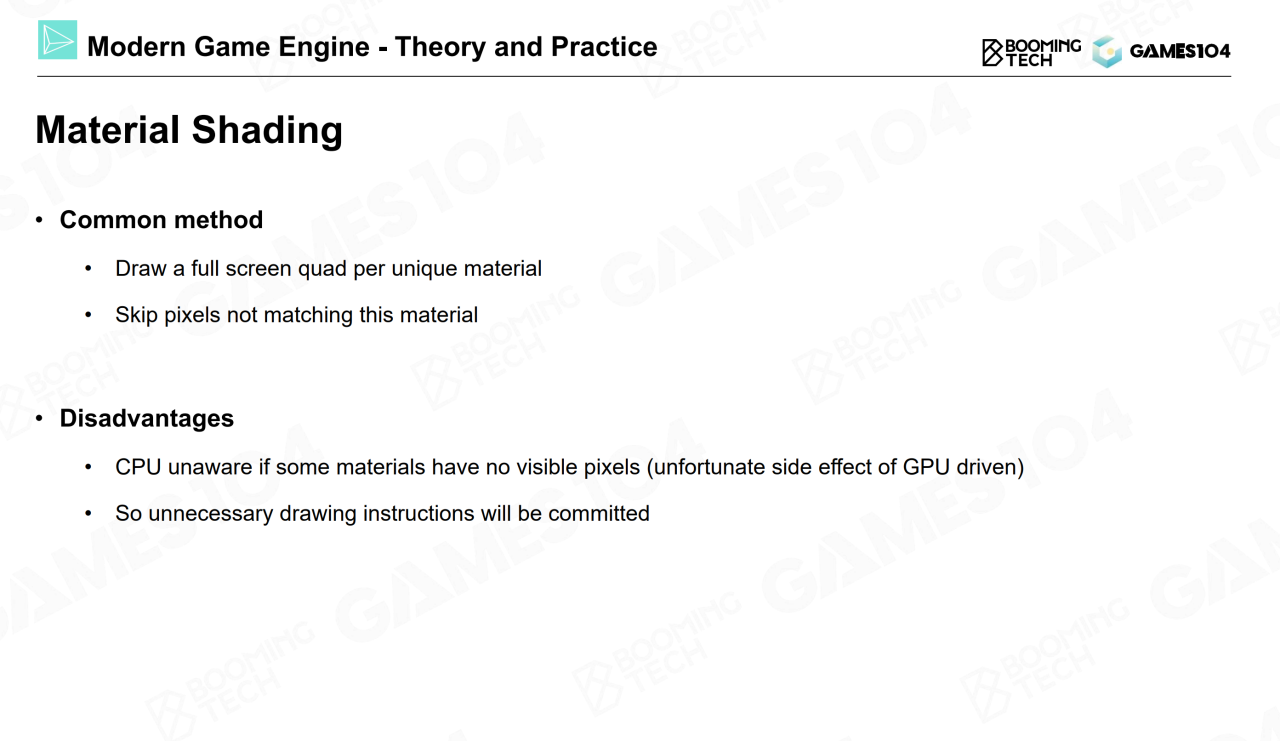 Modern Game Engine - Theory and Practice
BOOMING
TECH
GAMES104
Material Shading
• Common method
• Draw a full screen quad per unique material
• Skip pixels not matching this material
• Disadvantages
• CPU unaware if some materials have no visible pixels (unfortunate side effect of GPU driven)
• So unnecessary drawing instructions will be committed